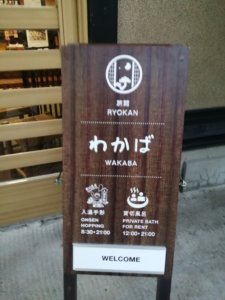 旅館
RYOKAN
わかば
WAKABA
入湯手形
ONSEN
HOPPING
8:30-21:00
貸切風呂
PRIVATE BATH
FOR RENT
12:00-21:00
WELCOME